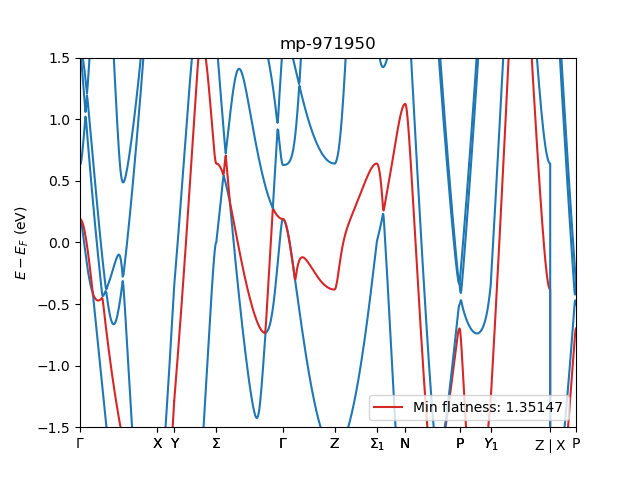 mp-971950
E − E_F (eV)
1.5
1.0
0.5
0.0
−0.5
−1.0
−1.5
Min flatness: 1.35147
Γ X Y Σ Γ Z Σ₁ N P Y₁ Z | X P